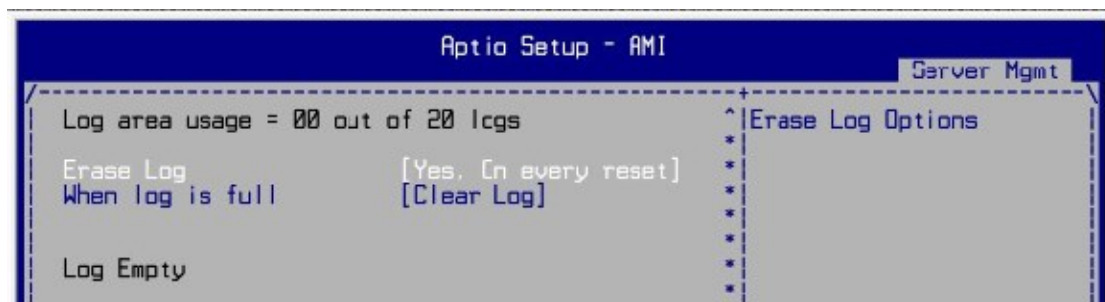 Aptio Setup - AMI
Server Mgmt
Log area usage = 00 out of 20 logs
Erase Log Options
Erase Log [Yes, On every reset]
When log is full [Clear Log]
Log Empty